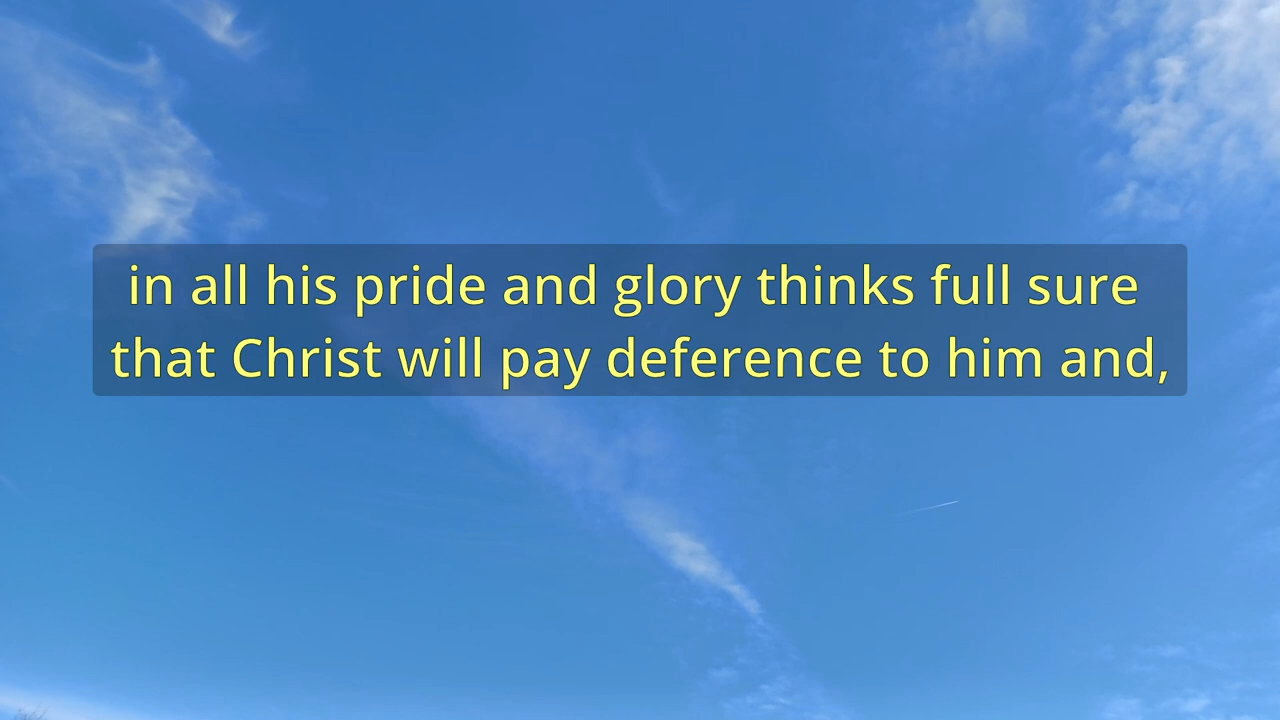 in all his pride and glory thinks full sure
that Christ will pay deference to him and,